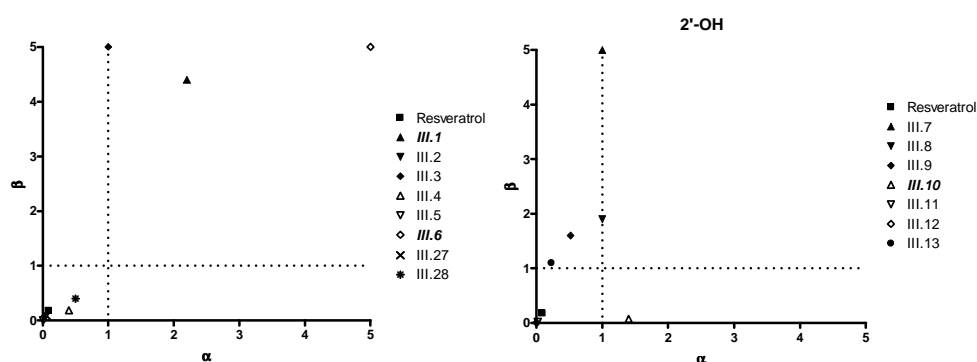 5
4
3
2
1
0
0 1 2 3 4 5
β
α
Resveratrol
III.1
III.2
III.3
III.4
III.5
III.6
III.27
III.28
2'-OH
5
4
3
2
1
0
0 1 2 3 4 5
β
α
Resveratrol
III.7
III.8
III.9
III.10
III.11
III.12
III.13